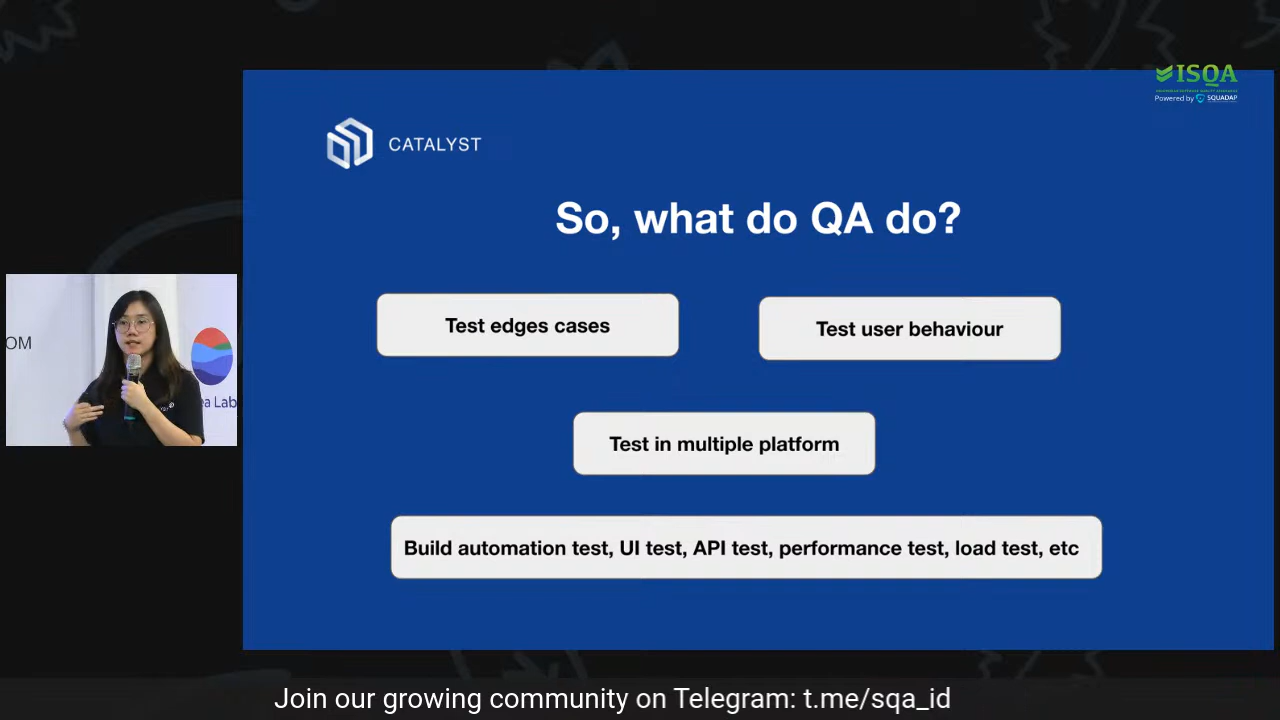 ISQA
Powered by SQUADAP
CATALYST
So, what do QA do?
Test edges cases
Test user behaviour
OM
a Lab
Test in multiple platform
Build automation test, UI test, API test, performance test, load test, etc
Join our growing community on Telegram: t.me/sqa_id